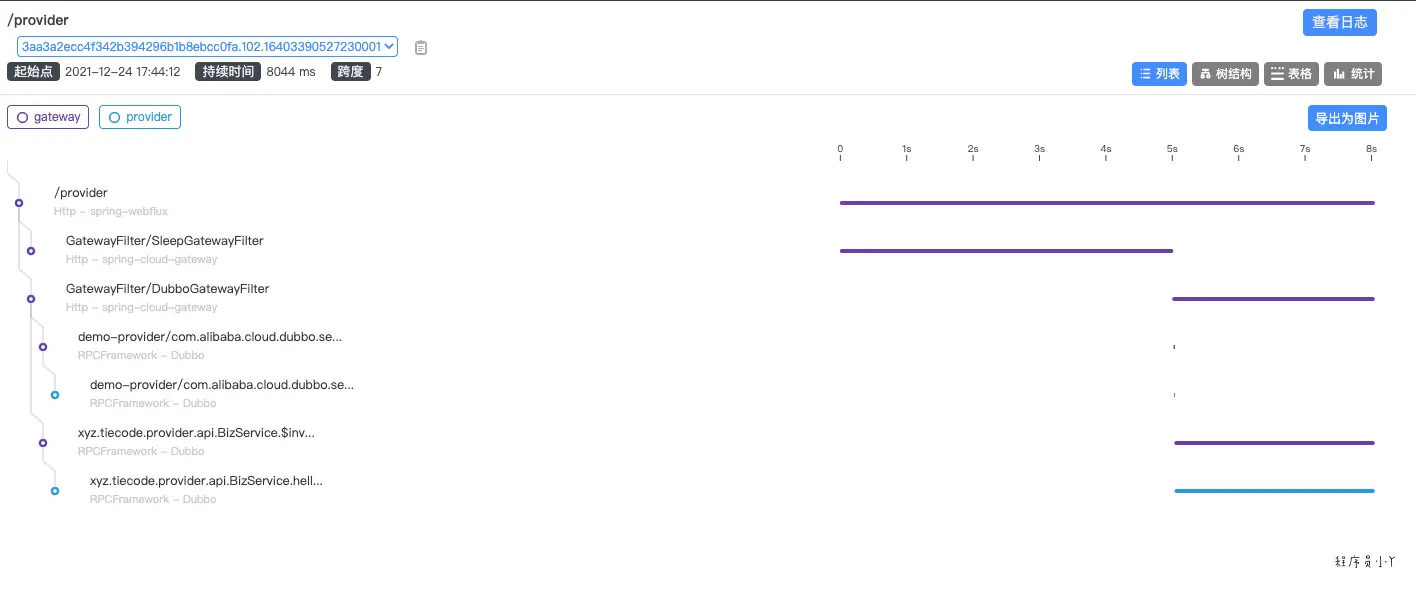 /provider
查看日志
3aa3a2ecc4f342b394296b1b8ebcc0fa.102.16403390527230001
起始点 2021-12-24 17:44:12 持续时间 8044 ms 跨度 7
列表 树结构 表格 统计
gateway provider
导出为图片
0 1s 2s 3s 4s 5s 6s 7s 8s
/provider
Http - spring-webflux
GatewayFilter/SleepGatewayFilter
Http - spring-cloud-gateway
GatewayFilter/DubboGatewayFilter
Http - spring-cloud-gateway
demo-provider/com.alibaba.cloud.dubbo.se...
RPCFramework - Dubbo
demo-provider/com.alibaba.cloud.dubbo.se...
RPCFramework - Dubbo
xyz.tiecode.provider.api.BizService.$inv...
RPCFramework - Dubbo
xyz.tiecode.provider.api.BizService.hell...
RPCFramework - Dubbo
程序员小丫